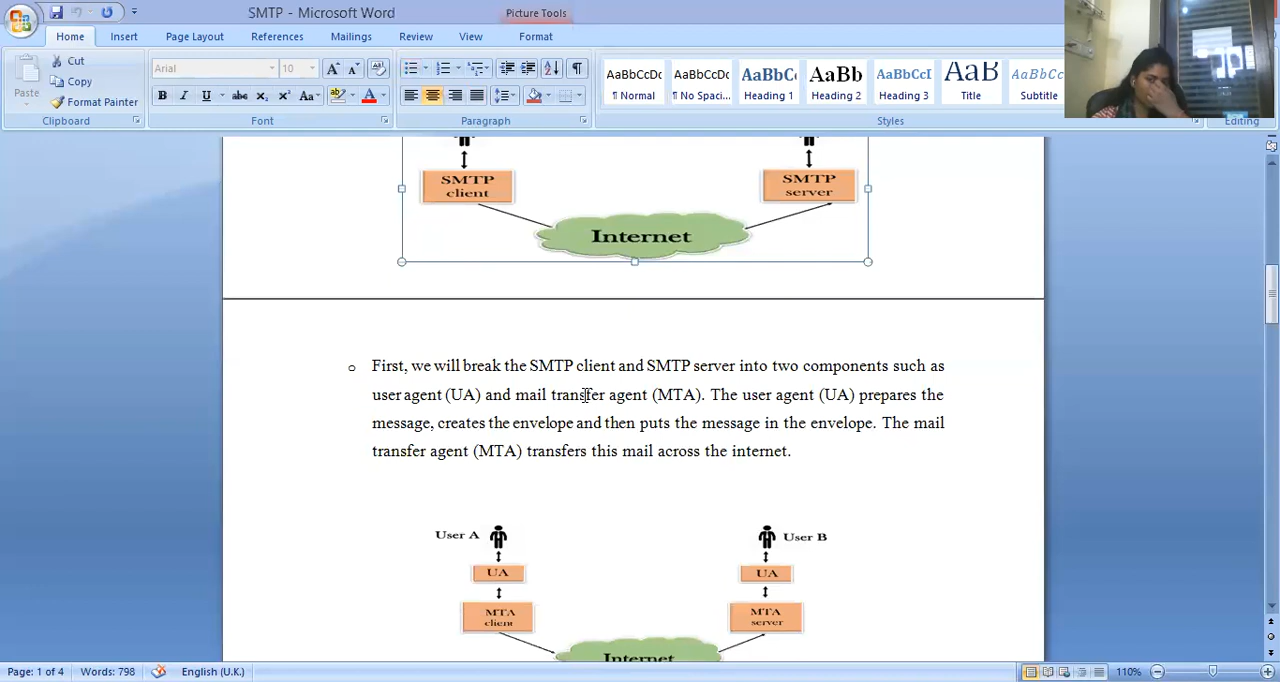 SMTP - Microsoft Word
Picture Tools
Home
Insert
Page Layout
References
Mailings
Review
View
Format
Paste
Cut
Copy
Format Painter
Clipboard
Arial
10
Font
Paragraph
AaBbCcDc
¶ Normal
AaBbCcDc
¶ No Spaci...
AaBbC
Heading 1
AaBb
Heading 2
AaBbCcI
Heading 3
AaB
Title
AaBbCc
Subtitle
Styles
Editing
SMTP
client
SMTP
server
Internet
o First, we will break the SMTP client and SMTP server into two components such as
user agent (UA) and mail transfer agent (MTA). The user agent (UA) prepares the
message, creates the envelope and then puts the message in the envelope. The mail
transfer agent (MTA) transfers this mail across the internet.
User A
User B
UA
UA
MTA
client
MTA
server
Internet
Page: 1 of 4
Words: 798
English (U.K.)
110%